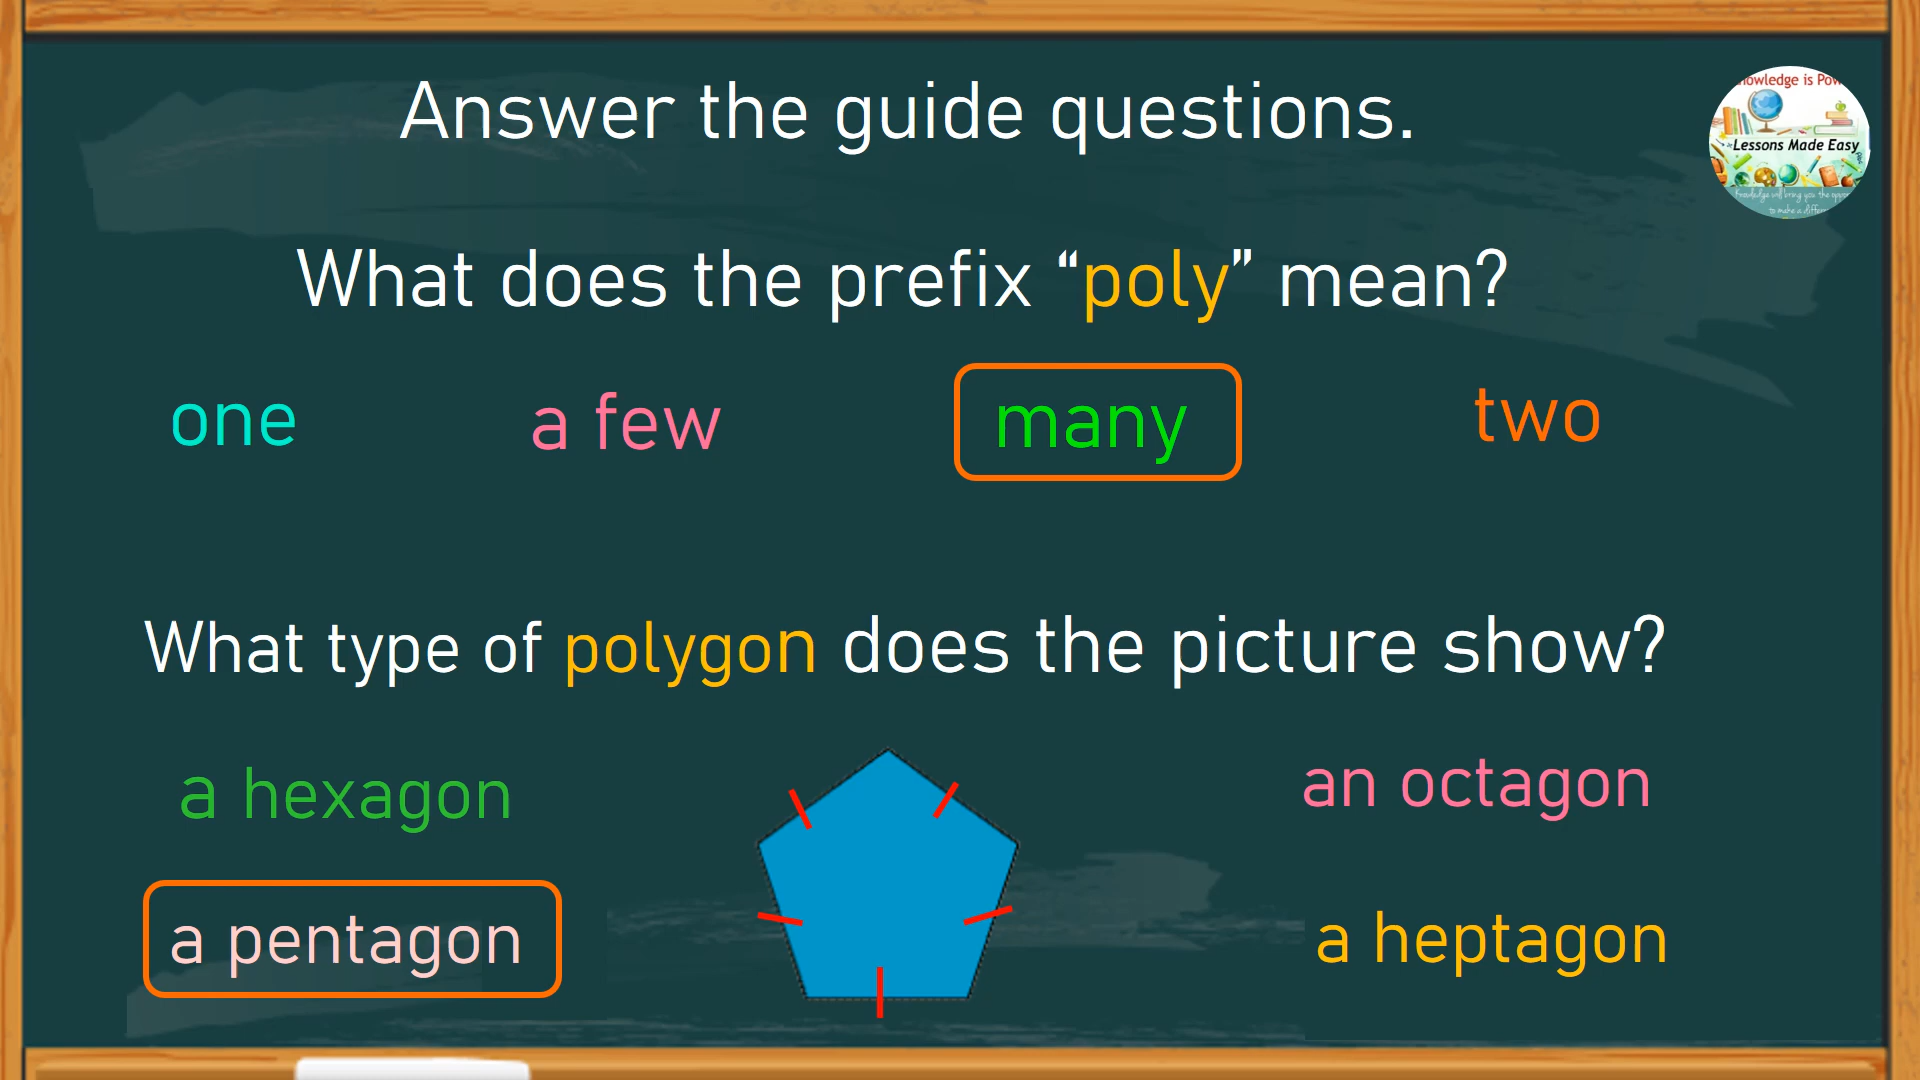 Answer the guide questions.
What does the prefix “poly” mean?
one a few many two
What type of polygon does the picture show?
a hexagon an octagon
a pentagon a heptagon
Lessons Made Easy